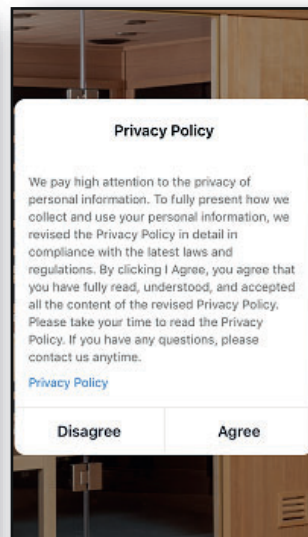 Privacy Policy
We pay high attention to the privacy of
personal information. To fully present how we
collect and use your personal information, we
revised the Privacy Policy in detail in
compliance with the latest laws and
regulations. By clicking I Agree, you agree that
you have fully read, understood, and accepted
all the content of the revised Privacy Policy.
Please take your time to read the Privacy
Policy. If you have any questions, please
contact us anytime.
Privacy Policy
Disagree Agree